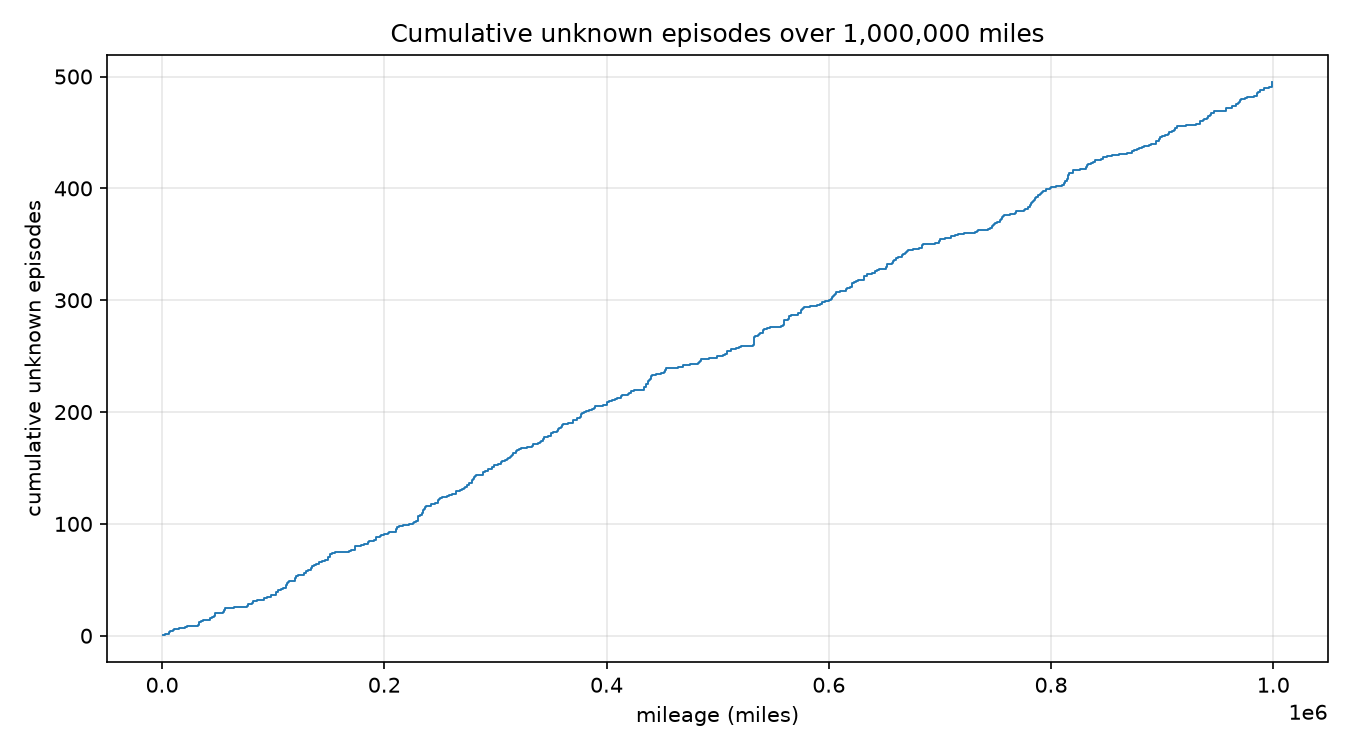 Cumulative unknown episodes over 1,000,000 miles
cumulative unknown episodes
500
400
300
200
100
0
0.0 0.2 0.4 0.6 0.8 1.0
1e6
mileage (miles)